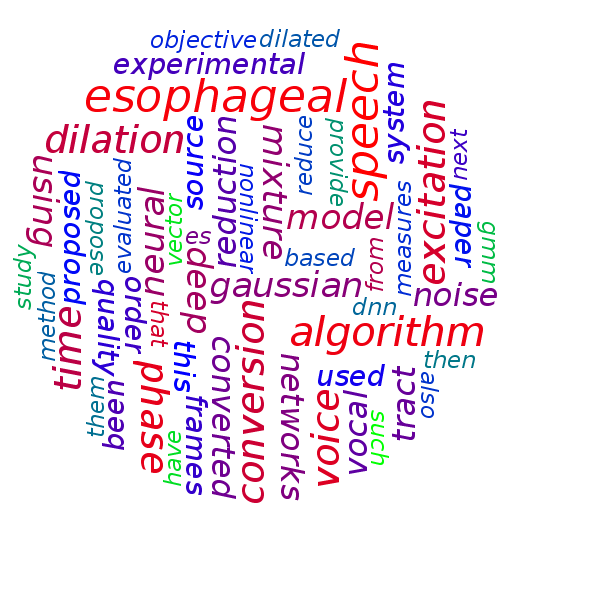 objective
dilated
experimental
esophageal
speech
system
dilation
source
reduction
mixture
reduce
provide
excitation
next
using
proposed
propose
evaluated
neural
vector
nonlinear
es
deep
model
measures
paper
gmm
based
from
gaussian
noise
dnn
study
method
time
quality
order
that
algorithm
conversion
then
this
phase
converted
networks
used
also
them
been
have
frames
voice
vocal
tract
such